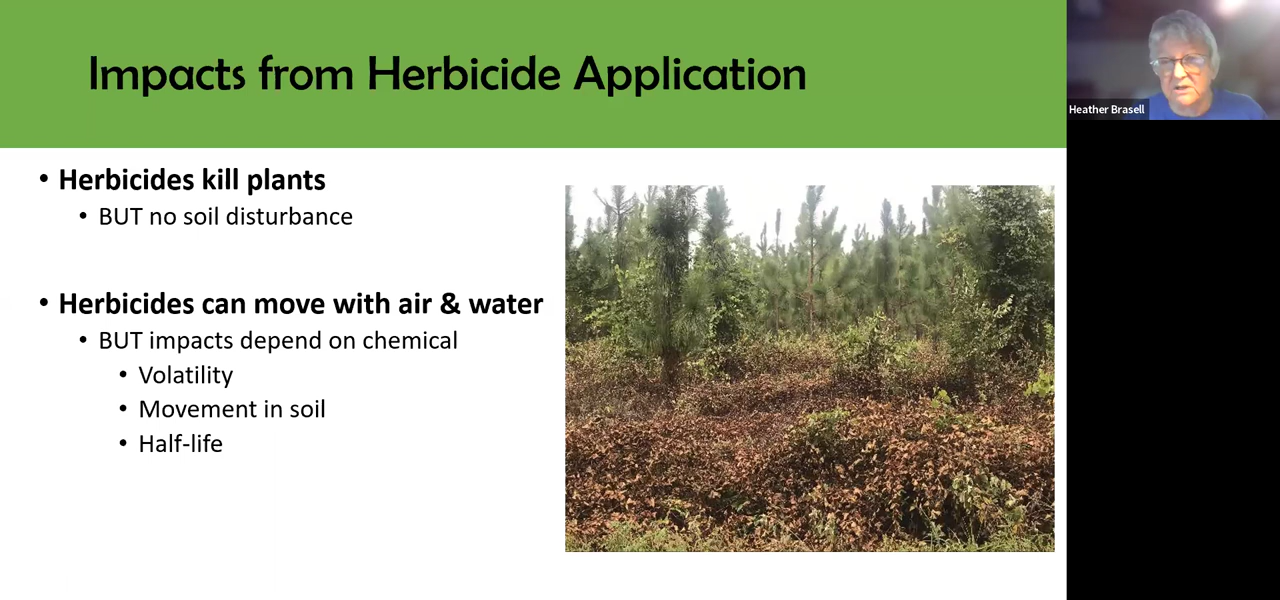 Impacts from Herbicide Application
Heather Brasell
• Herbicides kill plants
• BUT no soil disturbance
• Herbicides can move with air & water
• BUT impacts depend on chemical
• Volatility
• Movement in soil
• Half-life